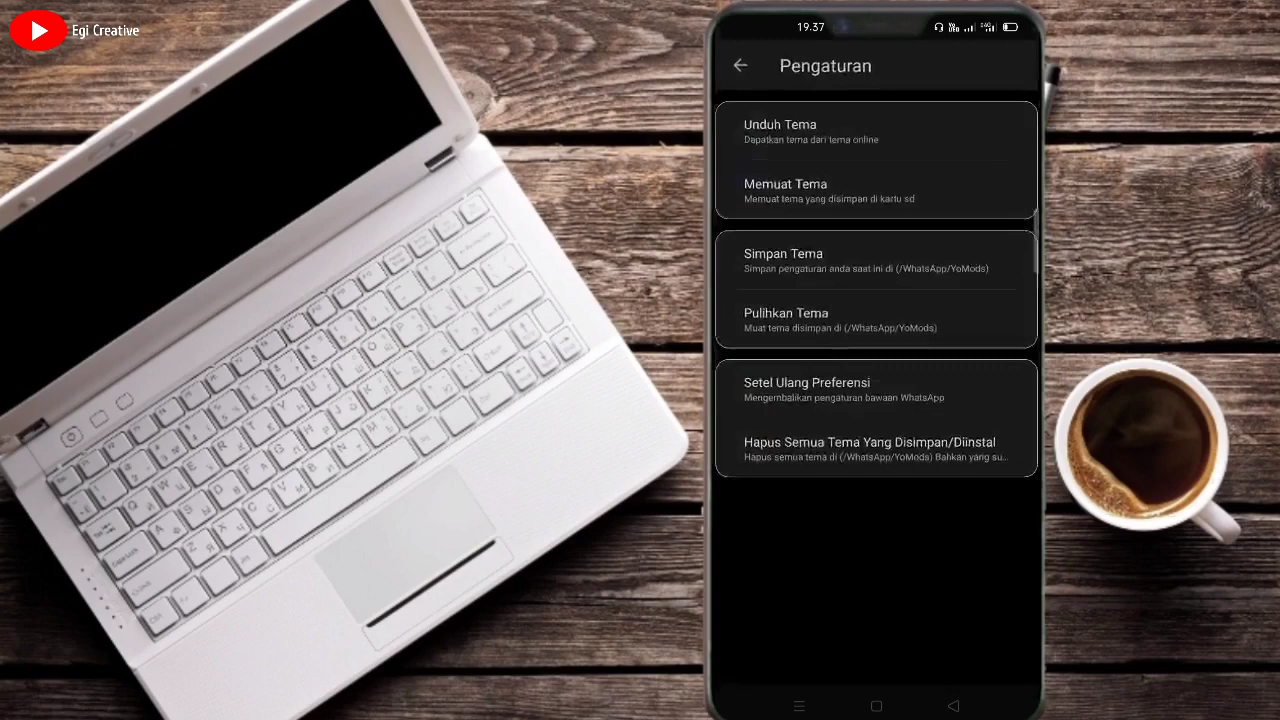 Egi Creative
19.37
Pengaturan
Unduh Tema
Dapatkan tema dari tema online
Memuat Tema
Memuat tema yang disimpan di kartu sd
Simpan Tema
Simpan pengaturan anda saat ini di (/WhatsApp/YoMods)
Pulihkan Tema
Muat tema disimpan di (/WhatsApp/YoMods)
Setel Ulang Preferensi
Mengembalikan pengaturan bawaan WhatsApp
Hapus Semua Tema Yang Disimpan/Diinstal
Hapus semua tema di (/WhatsApp/YoMods) Bahkan yang su...